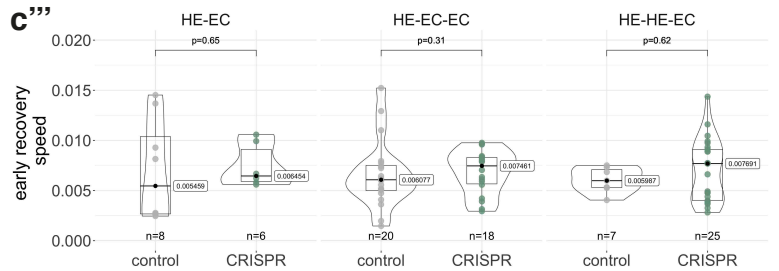 c'''
HE-EC HE-EC-EC HE-HE-EC
early recovery
speed
0.020
0.015
0.010
0.005
0.000
p=0.65 p=0.31 p=0.62
0.005459 0.006454 0.006077 0.007461 0.005987 0.007691
n=8 n=6 n=20 n=18 n=7 n=25
control CRISPR control CRISPR control CRISPR